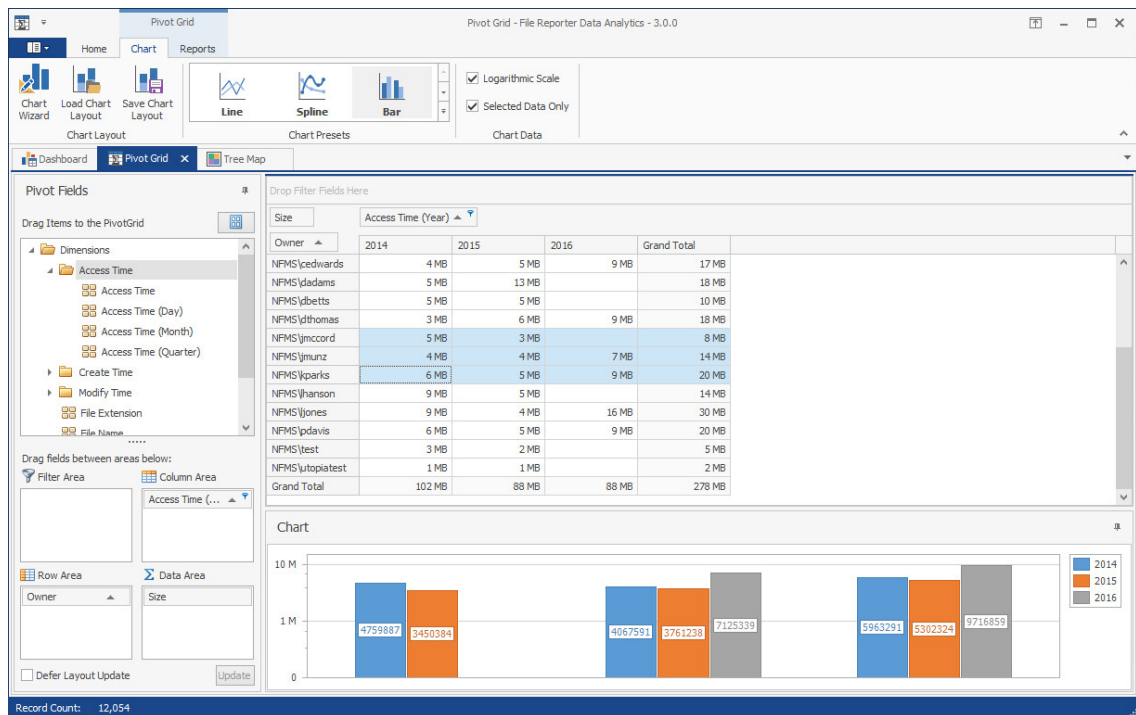 Pivot Grid
Pivot Grid - File Reporter Data Analytics - 3.0.0
Home Chart Reports
Chart Wizard
Load Chart Layout
Save Chart Layout
Chart Layout
Line
Spline
Bar
Chart Presets
Logarithmic Scale
Selected Data Only
Chart Data
Dashboard Pivot Grid Tree Map
Pivot Fields
Drag Items to the PivotGrid
Dimensions
Access Time
Access Time
Access Time (Day)
Access Time (Month)
Access Time (Quarter)
Create Time
Modify Time
File Extension
File Name
Drag fields between areas below:
Filter Area
Column Area
Access Time (...
Row Area
Owner
Data Area
Size
Defer Layout Update
Update
Drop Filter Fields Here
Size Access Time (Year)
Owner 2014 2015 2016 Grand Total
NFMS\cedwards 4 MB 5 MB 9 MB 17 MB
NFMS\dadams 5 MB 13 MB 18 MB
NFMS\dbetts 5 MB 5 MB 10 MB
NFMS\dthomas 3 MB 6 MB 9 MB 18 MB
NFMS\jmccord 5 MB 3 MB 8 MB
NFMS\jmunz 4 MB 4 MB 7 MB 14 MB
NFMS\kparks 6 MB 5 MB 9 MB 20 MB
NFMS\lhanson 9 MB 5 MB 14 MB
NFMS\ljones 9 MB 4 MB 16 MB 30 MB
NFMS\pdavis 6 MB 5 MB 9 MB 20 MB
NFMS\test 3 MB 2 MB 5 MB
NFMS\utopiatest 1 MB 1 MB 2 MB
Grand Total 102 MB 88 MB 88 MB 278 MB
Chart
10 M
1 M
0
4759887 3450384
4067591 3761238 7125339
5963291 5302324 9716859
2014
2015
2016
Record Count: 12,054